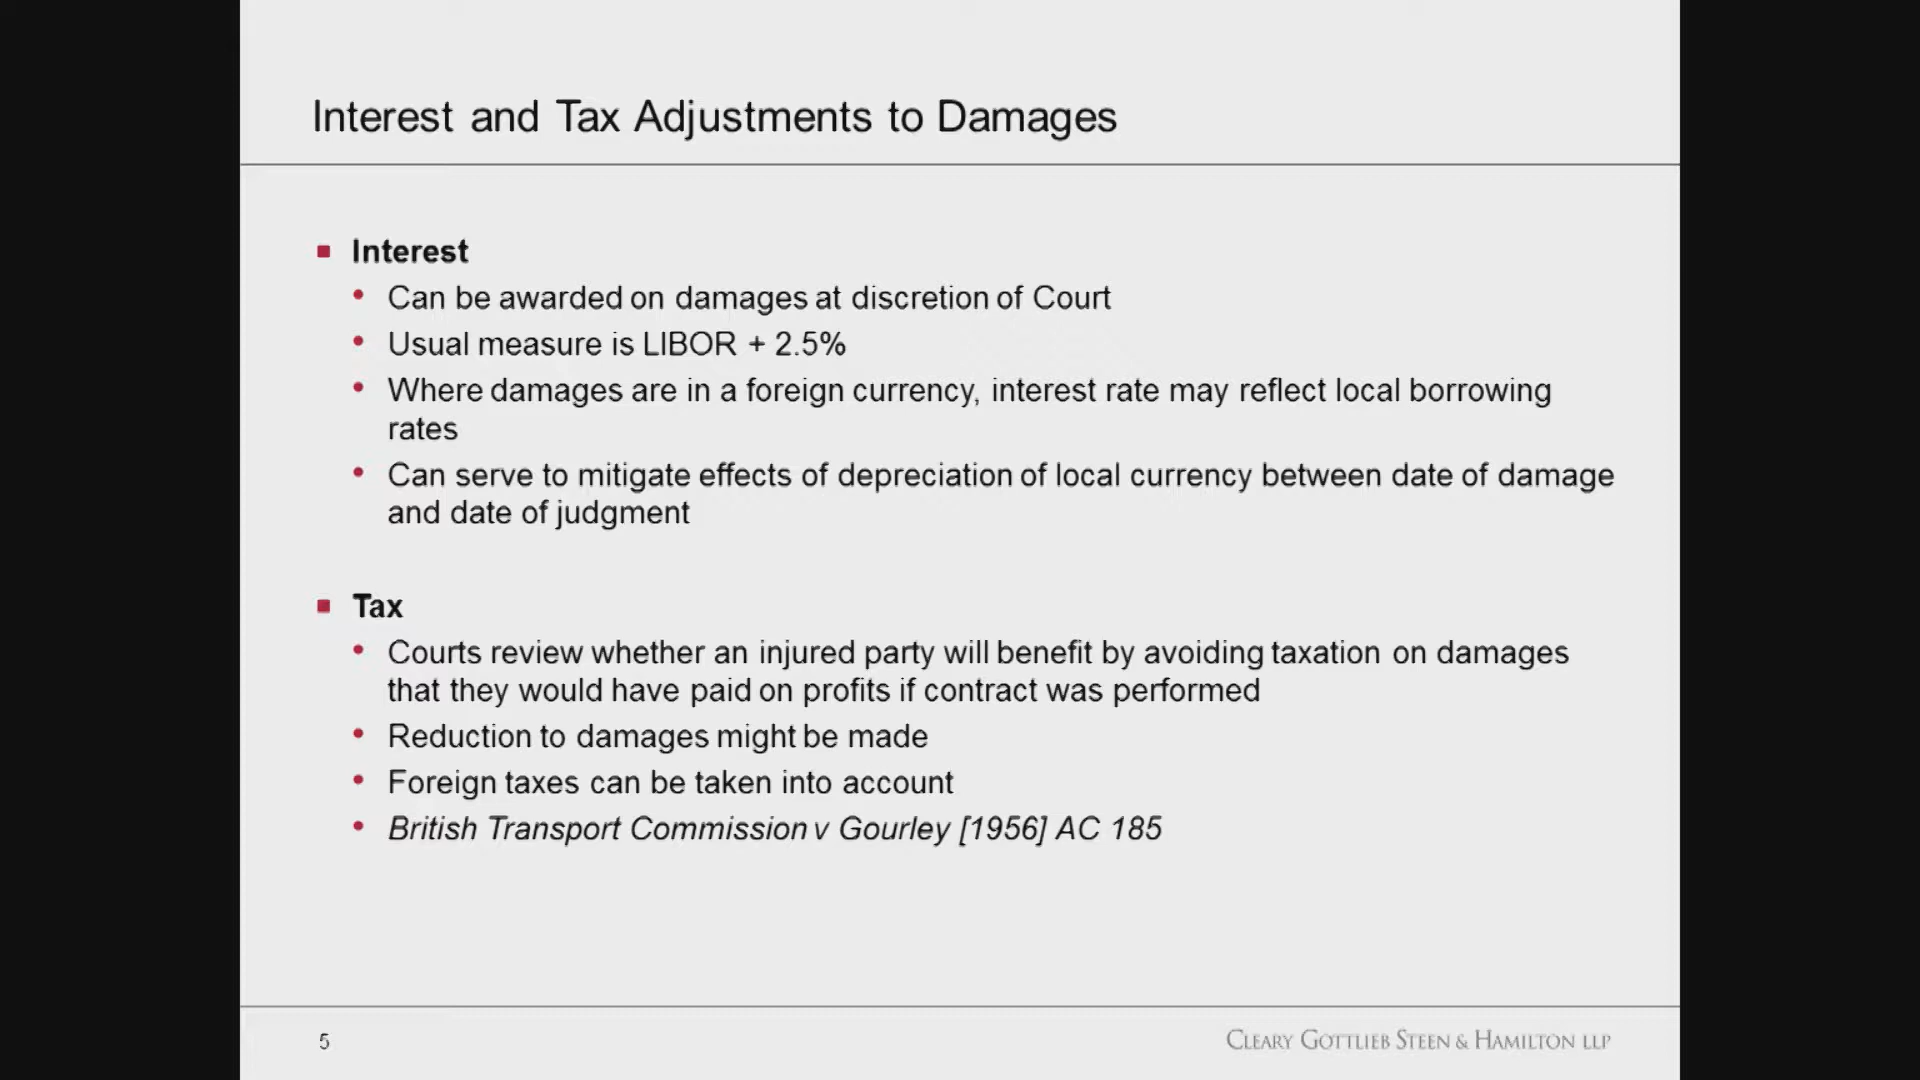 Interest and Tax Adjustments to Damages
Interest
Can be awarded on damages at discretion of Court
Usual measure is LIBOR + 2.5%
Where damages are in a foreign currency, interest rate may reflect local borrowing
rates
Can serve to mitigate effects of depreciation of local currency between date of damage
and date of judgment
Tax
Courts review whether an injured party will benefit by avoiding taxation on damages
that they would have paid on profits if contract was performed
Reduction to damages might be made
Foreign taxes can be taken into account
British Transport Commission v Gourley [1956] AC 185
5
CLEARY GOTTLIEB STEEN & HAMILTON LLP